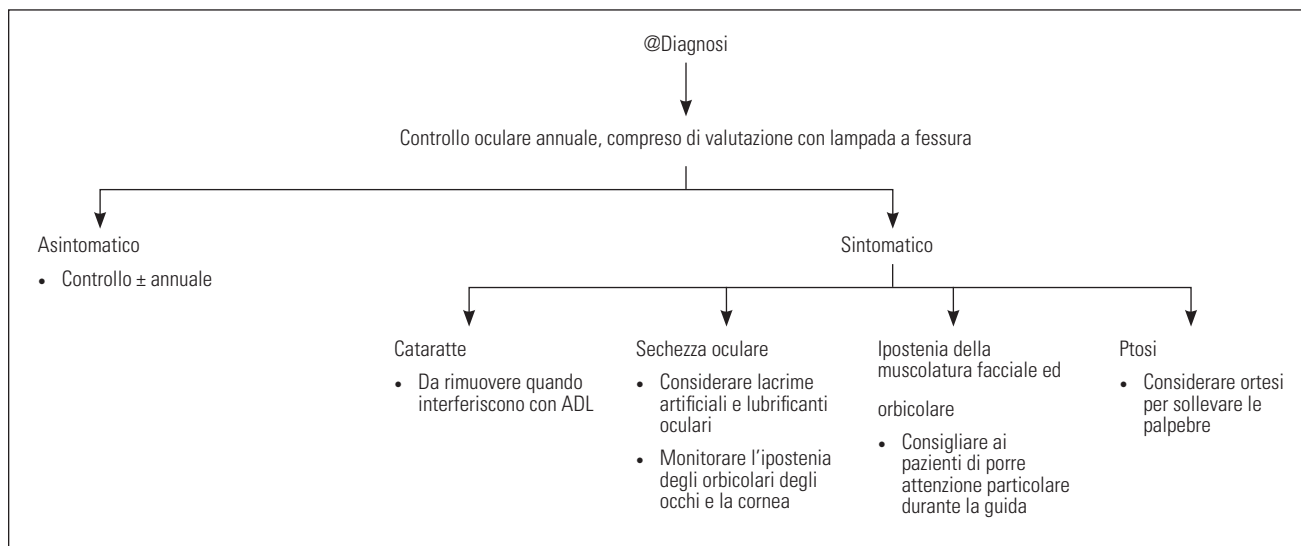 @Diagnosi
Controllo oculare annuale, compreso di valutazione con lampada a fessura
Asintomatico
• Controllo ± annuale
Sintomatico
Cataratte
• Da rimuovere quando
interferiscono con ADL
Sechezza oculare
• Considerare lacrime
artificiali e lubrificanti
oculari
• Monitorare l'ipostenia
degli orbicolari degli
occhi e la cornea
Ipostenia della
muscolatura facciale ed
orbicolare
• Consigliare ai
pazienti di porre
attenzione particolare
durante la guida
Ptosi
• Considerare ortesi
per sollevare le
palpebre